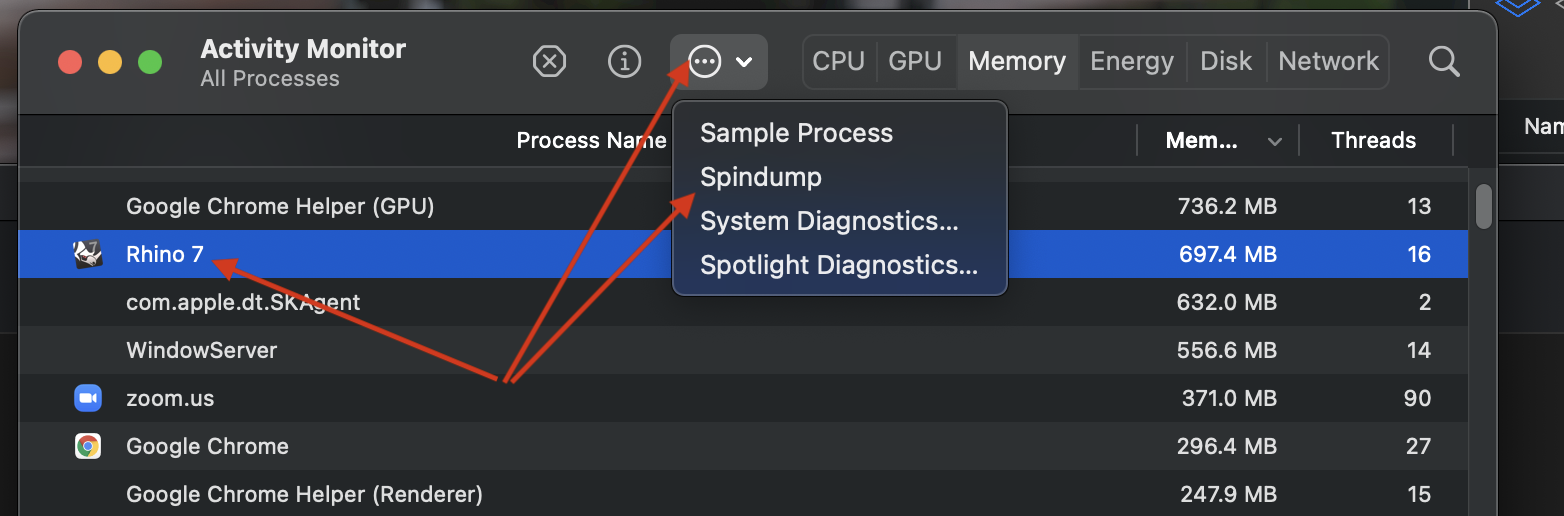 Activity Monitor
All Processes
CPU GPU Memory Energy Disk Network
Process Name Mem... Threads Nam
Sample Process
Spindump
System Diagnostics...
Spotlight Diagnostics...
Google Chrome Helper (GPU) 736.2 MB 13
Rhino 7 697.4 MB 16
com.apple.dt.SKAgent 632.0 MB 2
WindowServer 556.6 MB 14
zoom.us 371.0 MB 90
Google Chrome 296.4 MB 27
Google Chrome Helper (Renderer) 247.9 MB 15